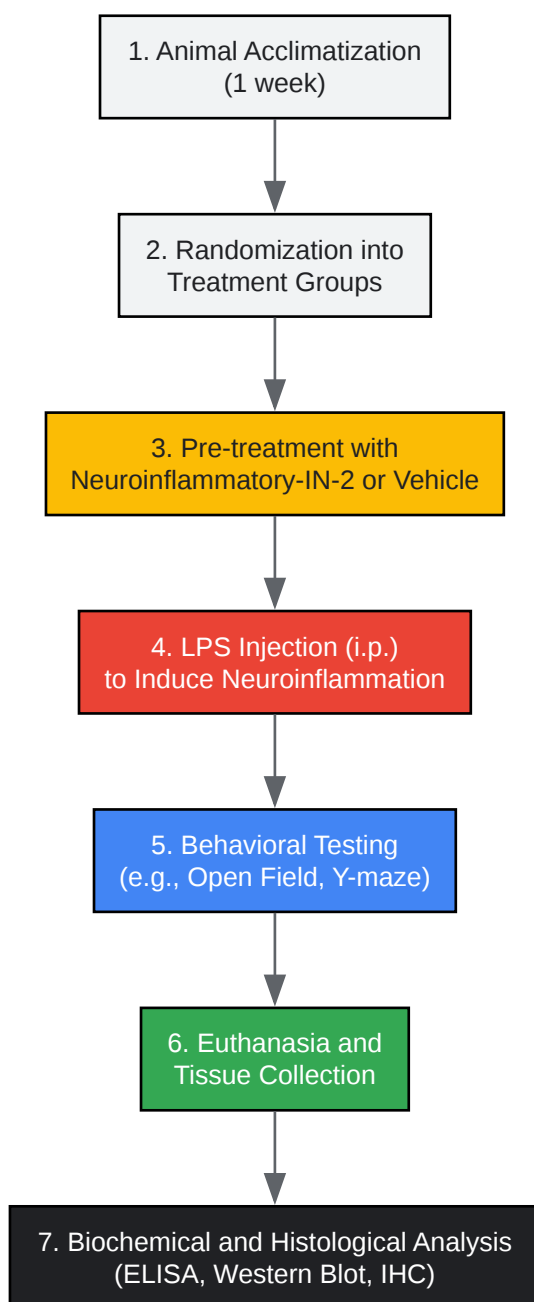 1. Animal Acclimatization
(1 week)
2. Randomization into
Treatment Groups
3. Pre-treatment with
Neuroinflammatory-IN-2 or Vehicle
4. LPS Injection (i.p.)
to Induce Neuroinflammation
5. Behavioral Testing
(e.g., Open Field, Y-maze)
6. Euthanasia and
Tissue Collection
7. Biochemical and Histological Analysis
(ELISA, Western Blot, IHC)